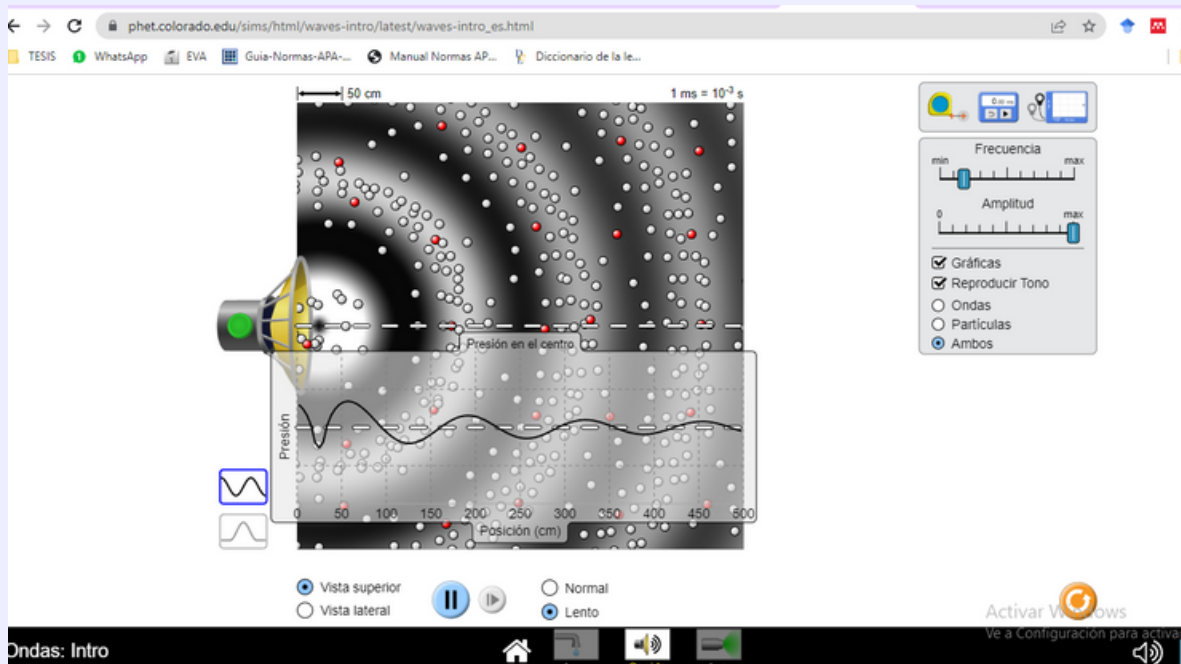 phet.colorado.edu/sims/html/waves-intro/latest/waves-intro_es.html
TESIS WhatsApp EVA Guia-Normas-APA-... Manual Normas AP... Diccionario de la le...
50 cm
1 ms = 10⁻³ s
Frecuencia
min max
Amplitud
0 max
Gráficas
Reproducir Tono
Ondas
Partículas
Ambos
Presión en el centro
Presión
0 50 100 150 200 250 300 350 400 450 500
Posición (cm)
Vista superior
Vista lateral
Normal
Lento
Activar Windows
Ve a Configuración para activa
Ondas: Intro